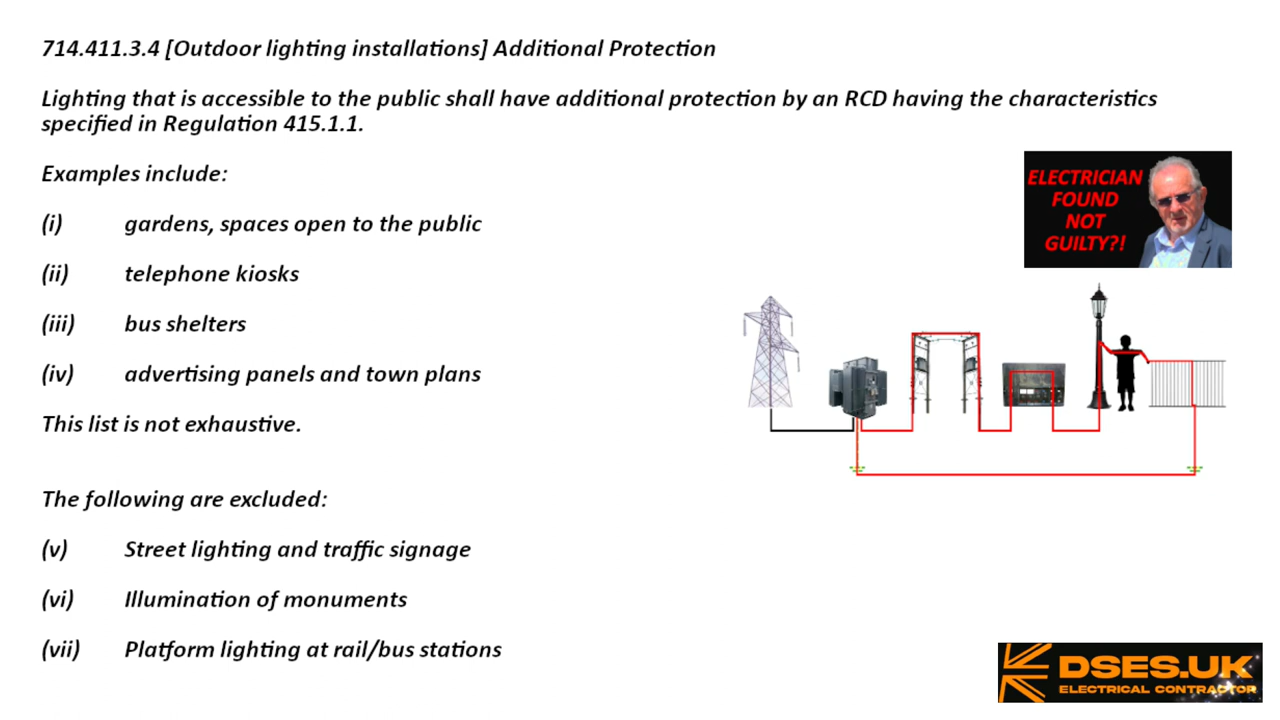 714.411.3.4 [Outdoor lighting installations] Additional Protection
Lighting that is accessible to the public shall have additional protection by an RCD having the characteristics
specified in Regulation 415.1.1.
Examples include:
(i) gardens, spaces open to the public
(ii) telephone kiosks
(iii) bus shelters
(iv) advertising panels and town plans
This list is not exhaustive.
The following are excluded:
(v) Street lighting and traffic signage
(vi) Illumination of monuments
(vii) Platform lighting at rail/bus stations
ELECTRICIAN
FOUND
NOT
GUILTY?!
DSES.UK
ELECTRICAL CONTRACTOR